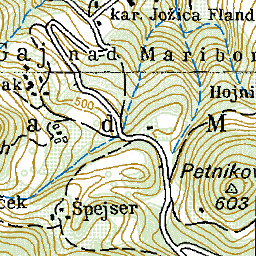 kar. Jožica Fland
Gaj nad Maribor
Hojni
ak
500
a d M
h
Petnikov
603
ček
Špejser